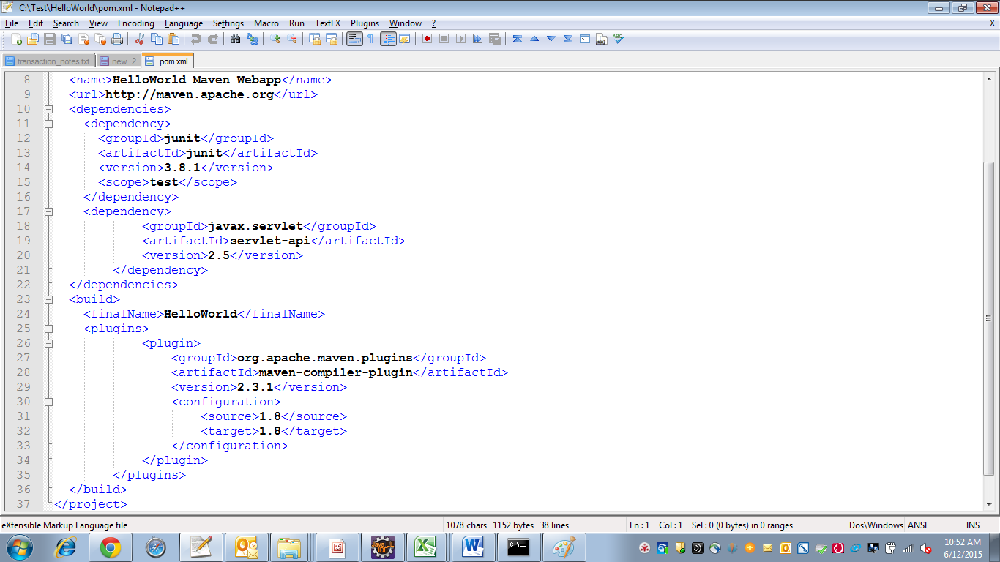 C:\Test\HelloWorld\pom.xml - Notepad++
File Edit Search View Encoding Language Settings Macro Run TextFX Plugins Window ? X
transaction_notes.txt new 2 pom.xml
8 <name>HelloWorld Maven Webapp</name>
9 <url>http://maven.apache.org</url>
10 <dependencies>
11 <dependency>
12 <groupId>junit</groupId>
13 <artifactId>junit</artifactId>
14 <version>3.8.1</version>
15 <scope>test</scope>
16 </dependency>
17 <dependency>
18 <groupId>javax.servlet</groupId>
19 <artifactId>servlet-api</artifactId>
20 <version>2.5</version>
21 </dependency>
22 </dependencies>
23 <build>
24 <finalName>HelloWorld</finalName>
25 <plugins>
26 <plugin>
27 <groupId>org.apache.maven.plugins</groupId>
28 <artifactId>maven-compiler-plugin</artifactId>
29 <version>2.3.1</version>
30 <configuration>
31 <source>1.8</source>
32 <target>1.8</target>
33 </configuration>
34 </plugin>
35 </plugins>
36 </build>
37 </project>
eXtensible Markup Language file 1078 chars 1152 bytes 38 lines Ln : 1 Col : 1 Sel : 0 (0 bytes) in 0 ranges Dos\Windows ANSI INS
Java EE
IDE
C:\_
10:52 AM
6/12/2015